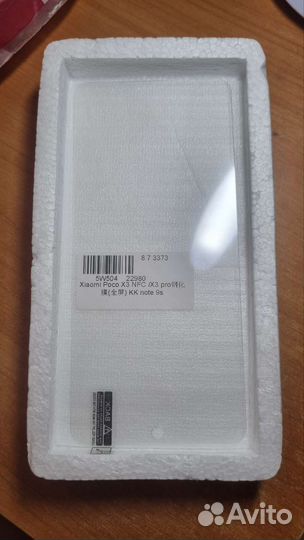 8 7 3373
5W504 22980
Xiaomi Poco X3 NFC /X3 pro钢化
膜(全屏) KK note 9s
BACK
Avito